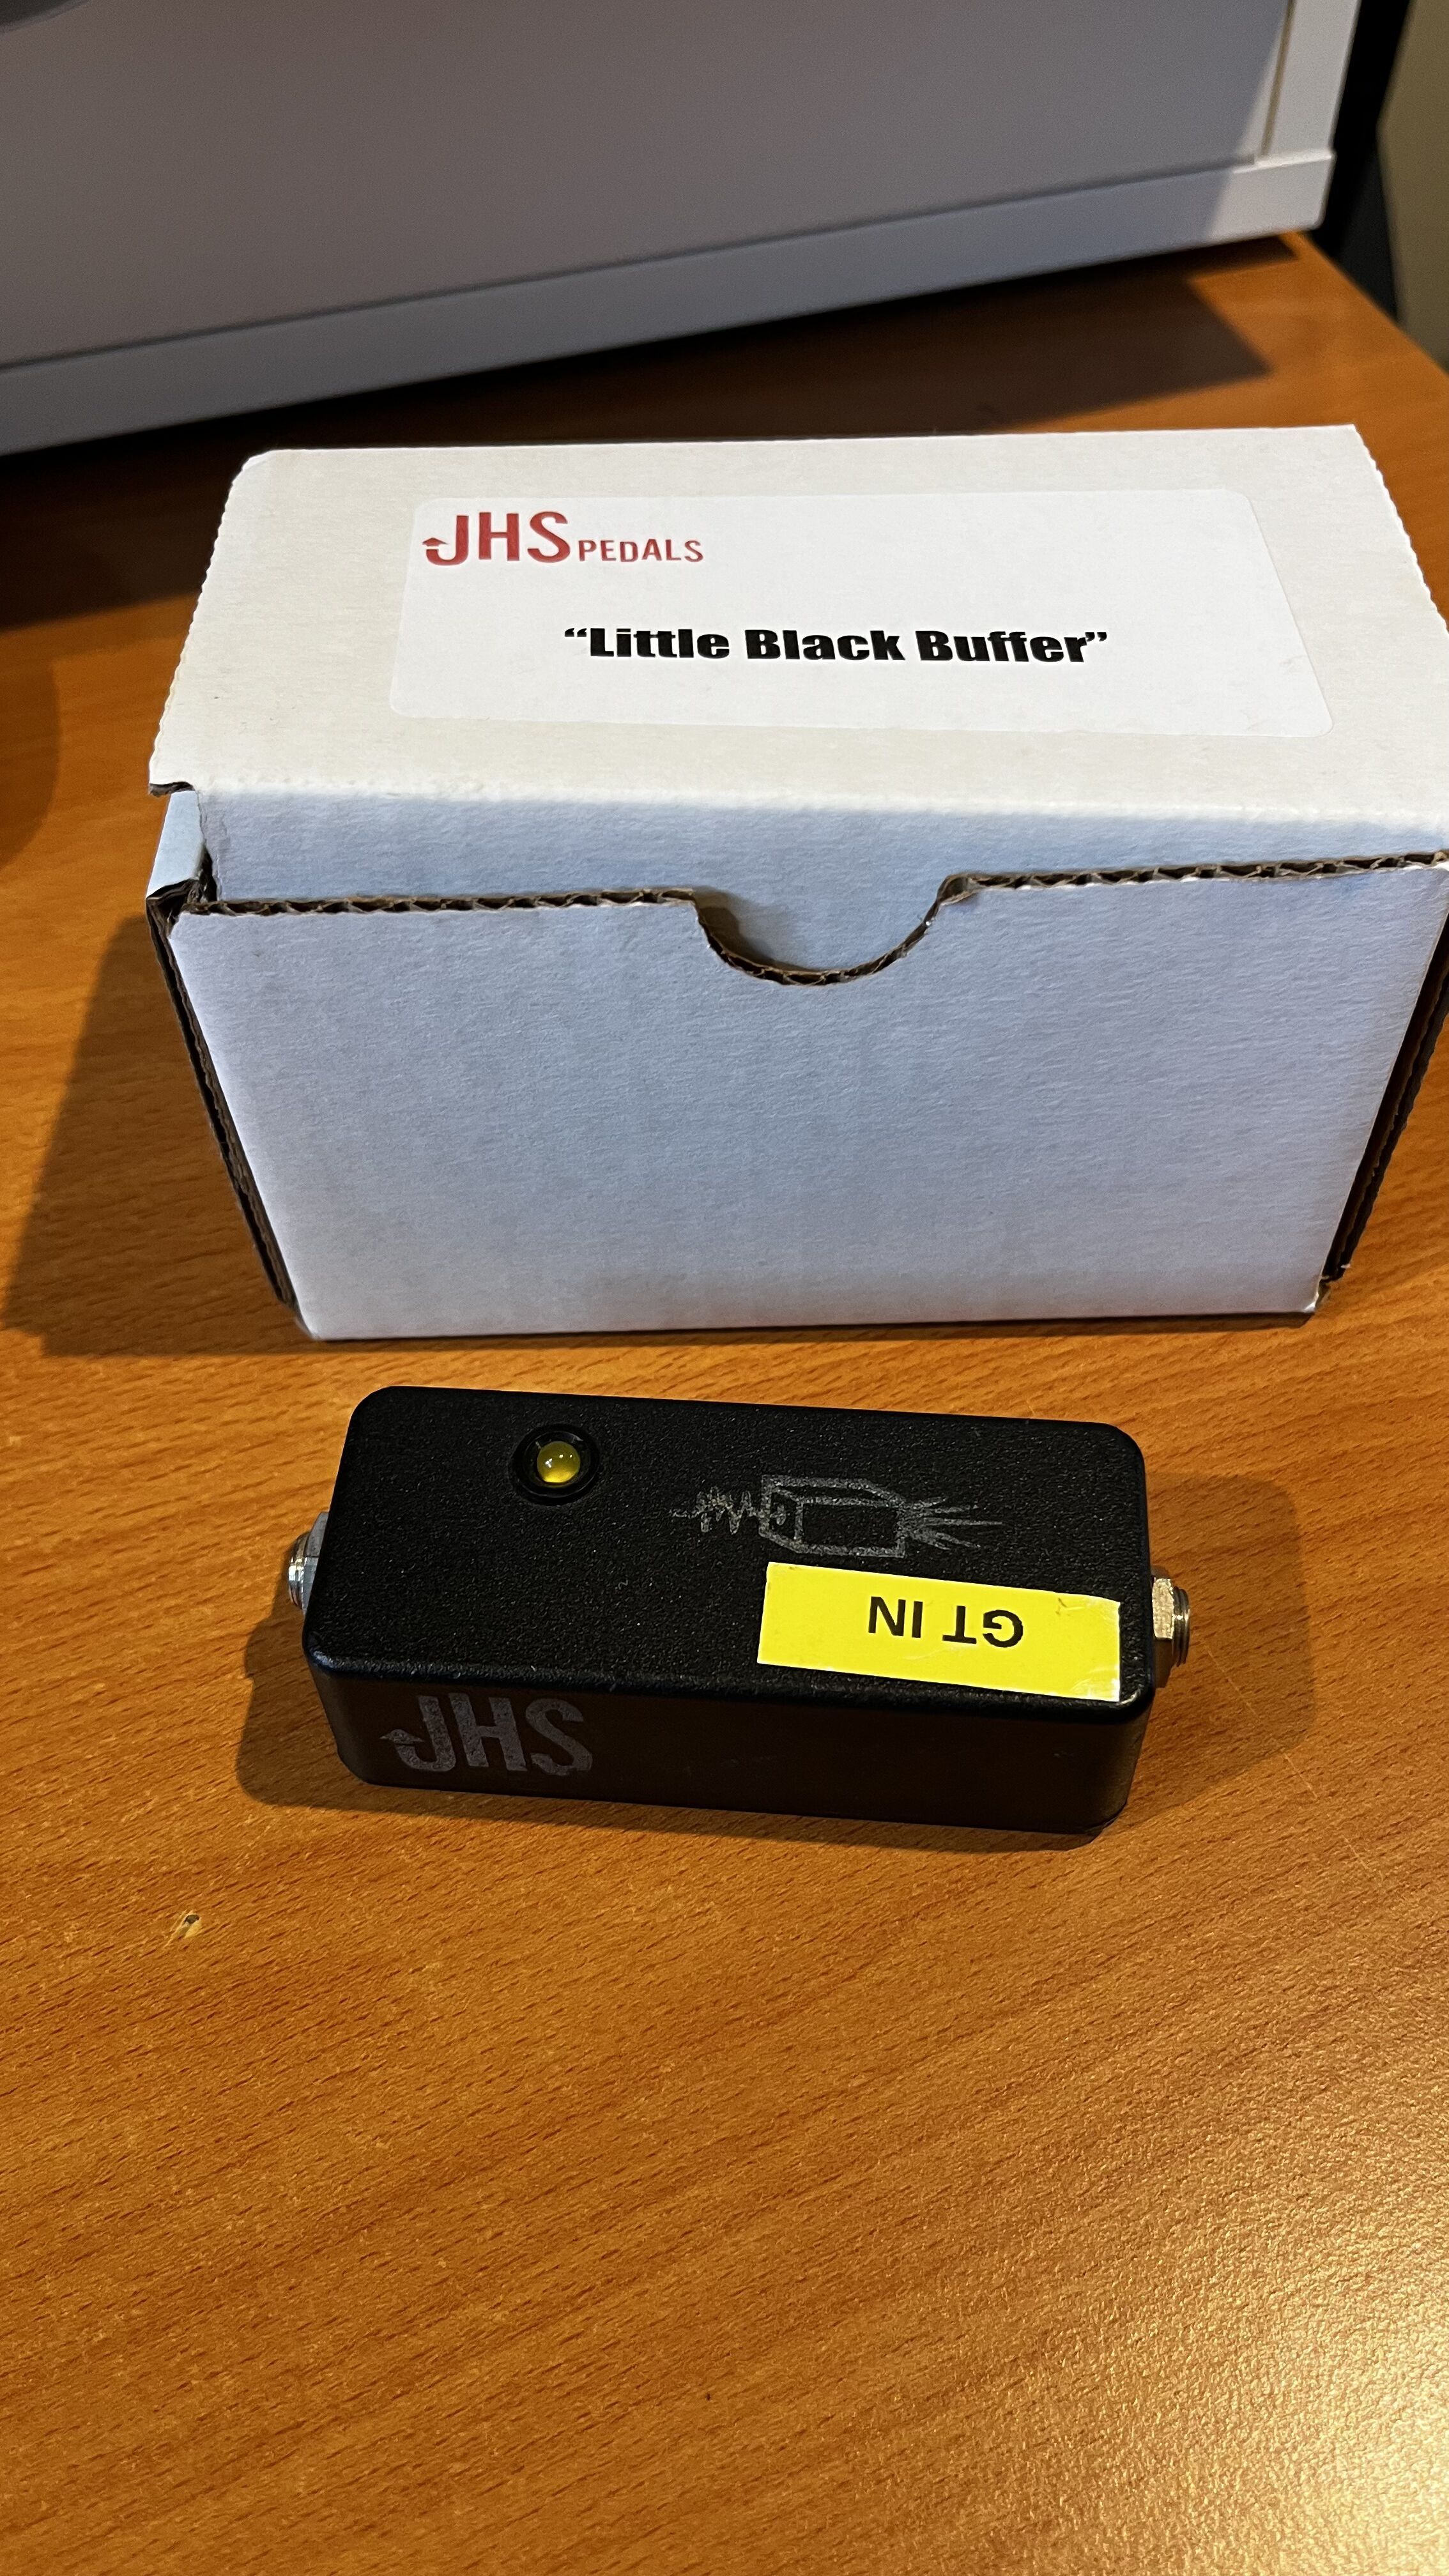 JHS PEDALS
“Little Black Buffer”
GT IN
JHS